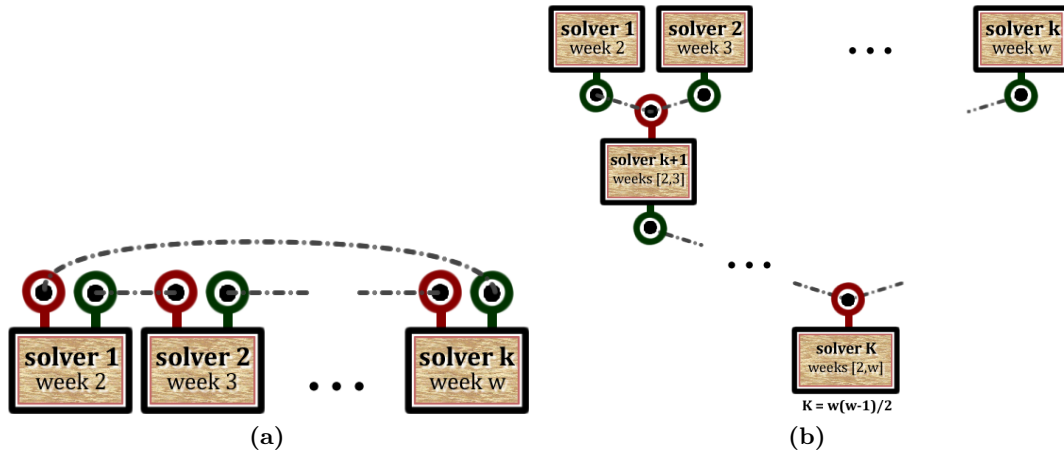 solver 1
week 2
solver 2
week 3
...
solver k
week w
(a)
solver 1
week 2
solver 2
week 3
...
solver k
week w
solver k+1
weeks [2,3]
...
solver K
weeks [2,w]
K = w(w-1)/2
(b)